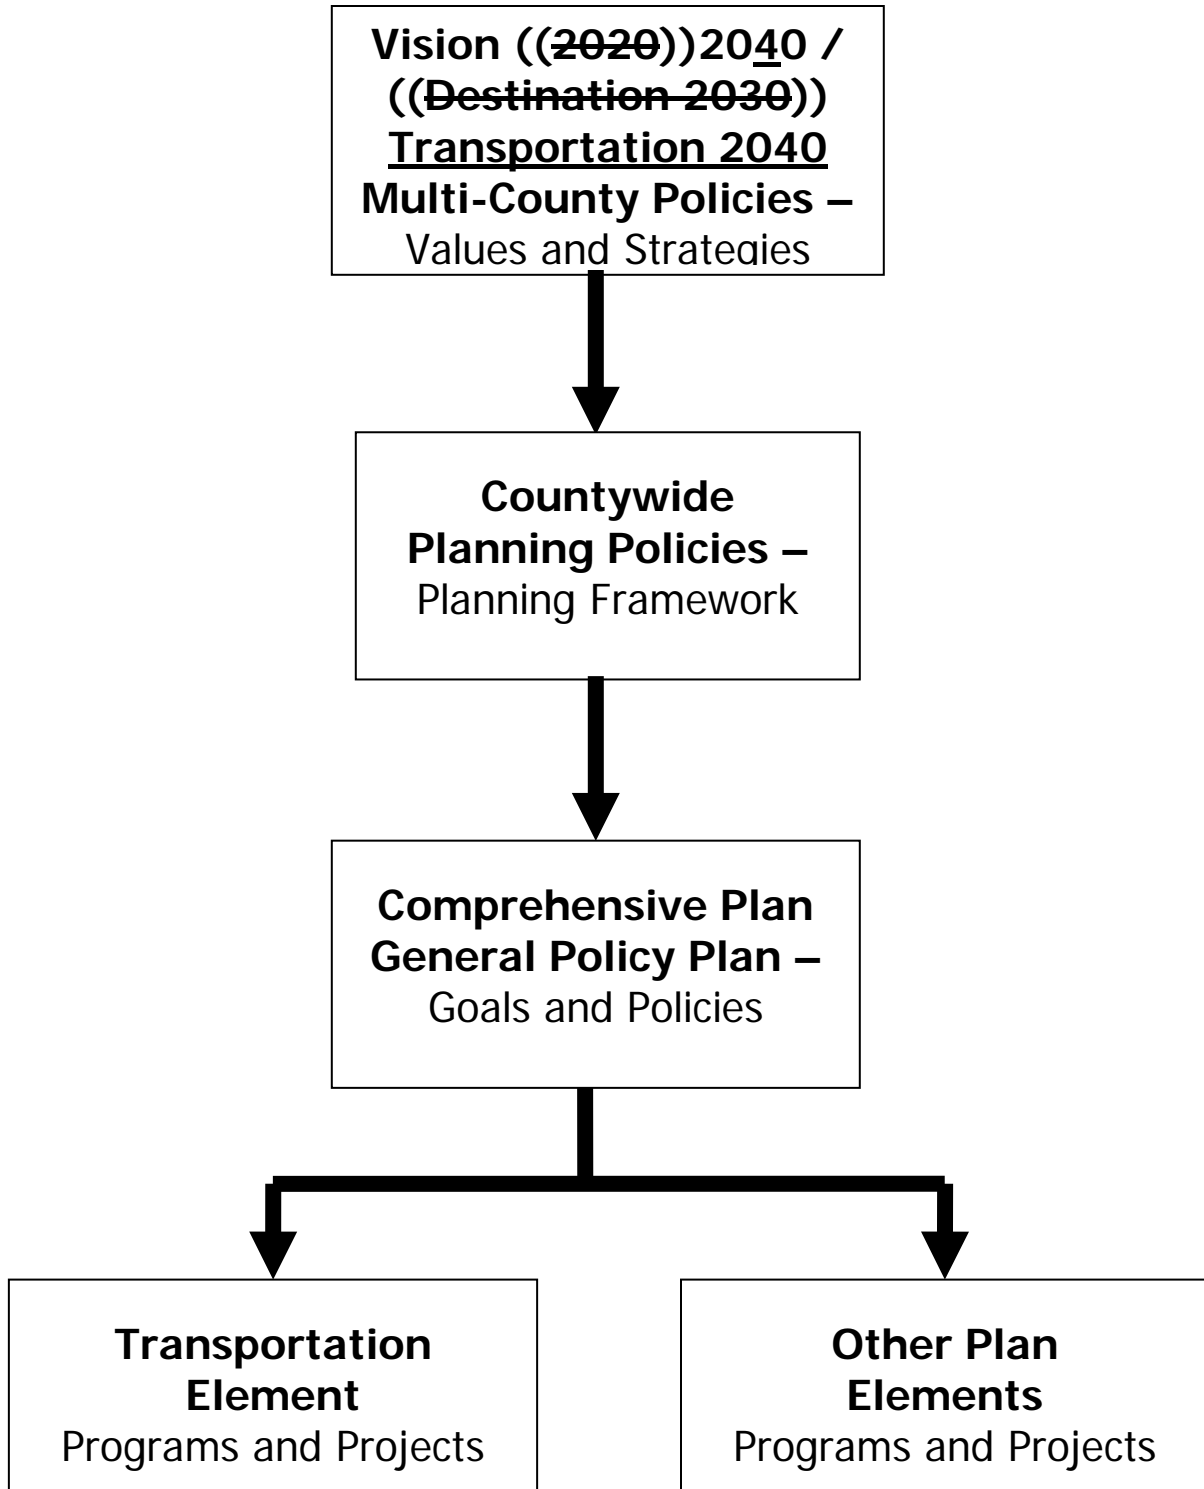 Vision ((2020))2040 /
((Destination 2030))
Transportation 2040
Multi-County Policies –
Values and Strategies
Countywide
Planning Policies –
Planning Framework
Comprehensive Plan
General Policy Plan –
Goals and Policies
Transportation
Element
Programs and Projects
Other Plan
Elements
Programs and Projects